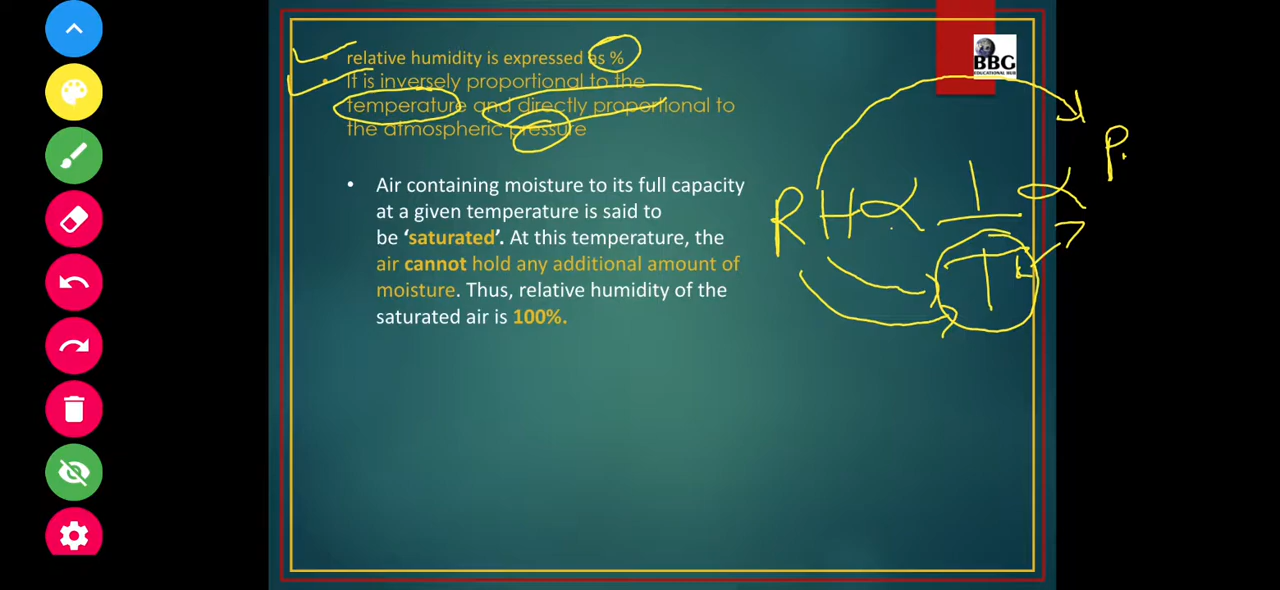 • relative humidity is expressed as %
• It is inversely proportional to the
temperature and directly proportional to
the atmospheric pressure
BBG
EDUCATIONAL HUB
• Air containing moisture to its full capacity
at a given temperature is said to
be ‘saturated’. At this temperature, the
air cannot hold any additional amount of
moisture. Thus, relative humidity of the
saturated air is 100%.
RH α 1/T α P